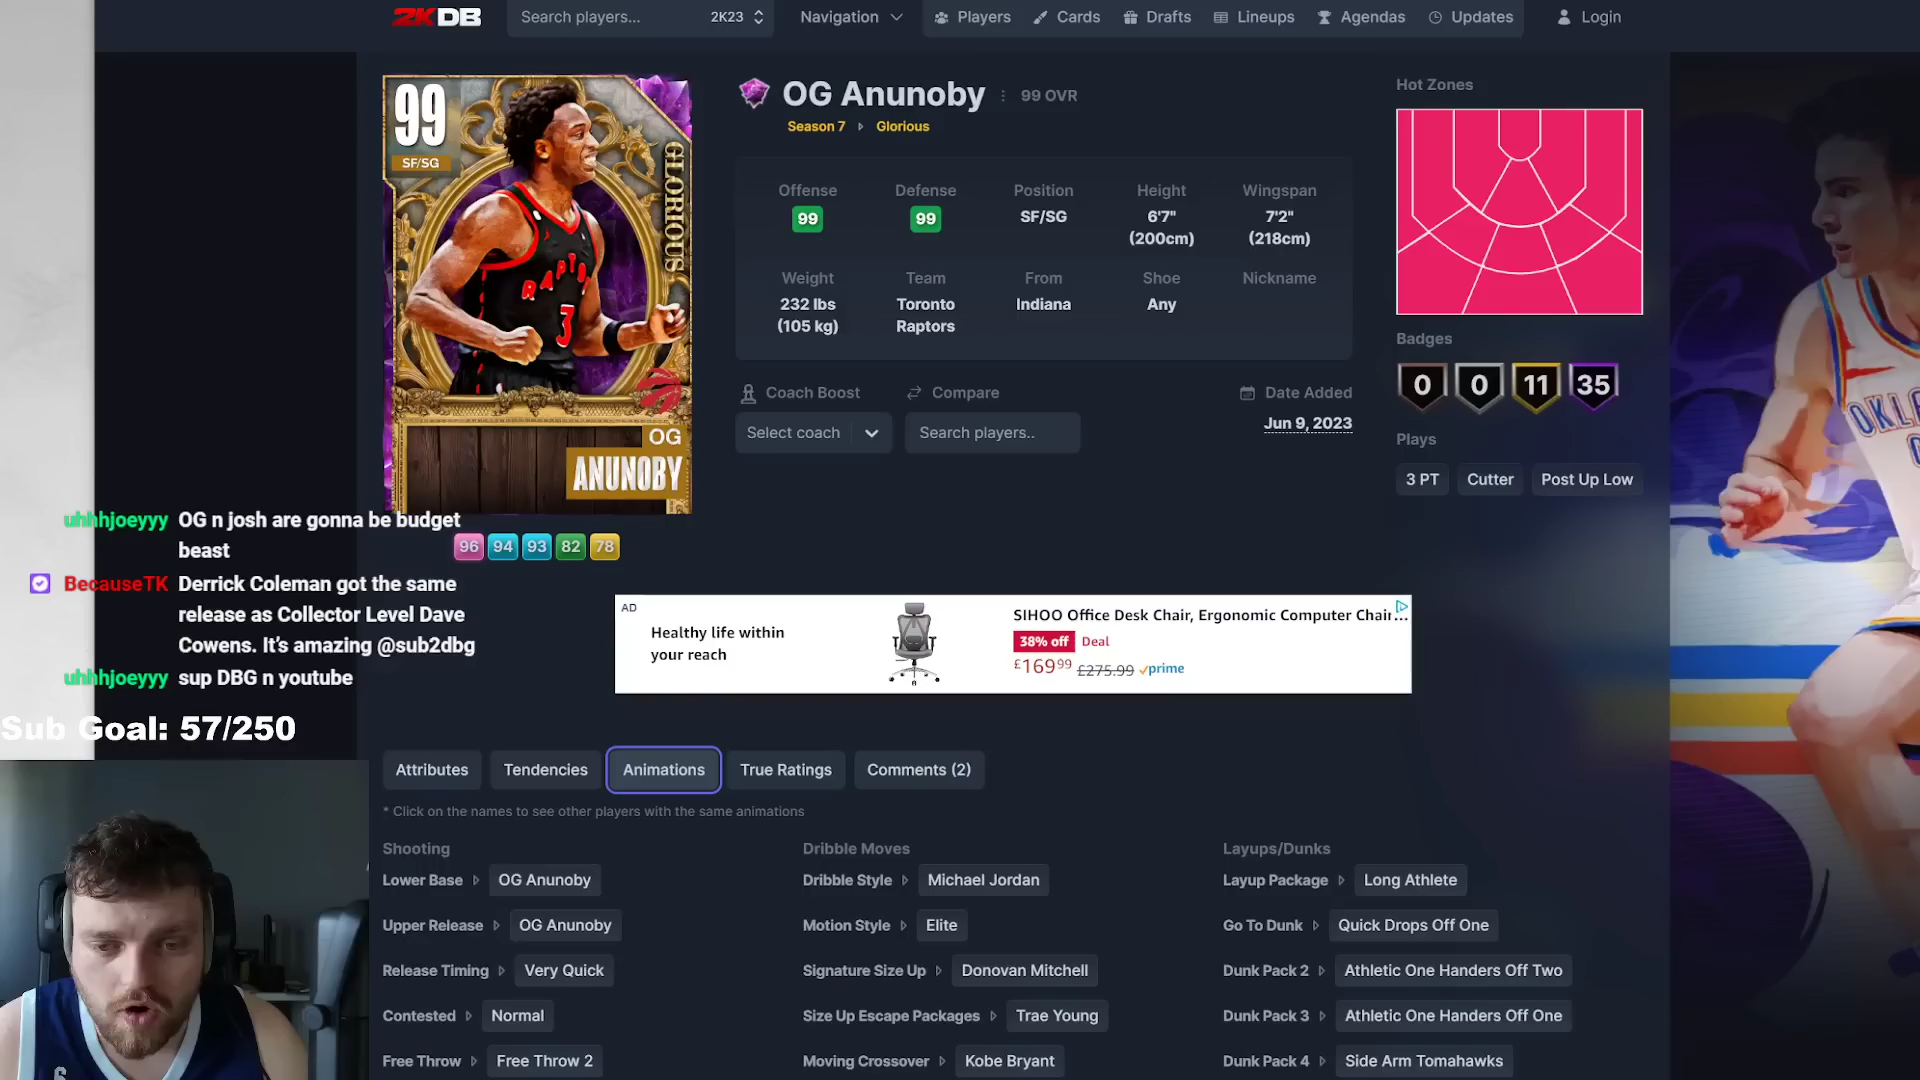 2KDB
Search players...
2K23
Navigation
Players
Cards
Drafts
Lineups
Agendas
Updates
Login
99
SF/SG
GLORIOUS
RAPTO
3
OG
ANUNOBY
96 94 93 82 78
OG Anunoby
99 OVR
Season 7
Glorious
Offense
99
Defense
99
Position
SF/SG
Height
6'7"
(200cm)
Wingspan
7'2"
(218cm)
Weight
232 lbs
(105 kg)
Team
Toronto
Raptors
From
Indiana
Shoe
Any
Nickname
Coach Boost
Select coach
Compare
Search players..
Date Added
Jun 9, 2023
Hot Zones
Badges
0 0 11 35
Plays
3 PT
Cutter
Post Up Low
uhhhjoeyyy OG n josh are gonna be budget
beast
BecauseTK Derrick Coleman got the same
release as Collector Level Dave
Cowens. It's amazing @sub2dbg
uhhhjoeyyy sup DBG n youtube
Sub Goal: 57/250
AD
Healthy life within
your reach
SIHOO Office Desk Chair, Ergonomic Computer Chair...
38% off Deal
£169.99 £275.99 prime
Attributes
Tendencies
Animations
True Ratings
Comments (2)
* Click on the names to see other players with the same animations
Shooting
Lower Base OG Anunoby
Upper Release OG Anunoby
Release Timing Very Quick
Contested Normal
Free Throw Free Throw 2
Dribble Moves
Dribble Style Michael Jordan
Motion Style Elite
Signature Size Up Donovan Mitchell
Size Up Escape Packages Trae Young
Moving Crossover Kobe Bryant
Layups/Dunks
Layup Package Long Athlete
Go To Dunk Quick Drops Off One
Dunk Pack 2 Athletic One Handers Off Two
Dunk Pack 3 Athletic One Handers Off One
Dunk Pack 4 Side Arm Tomahawks